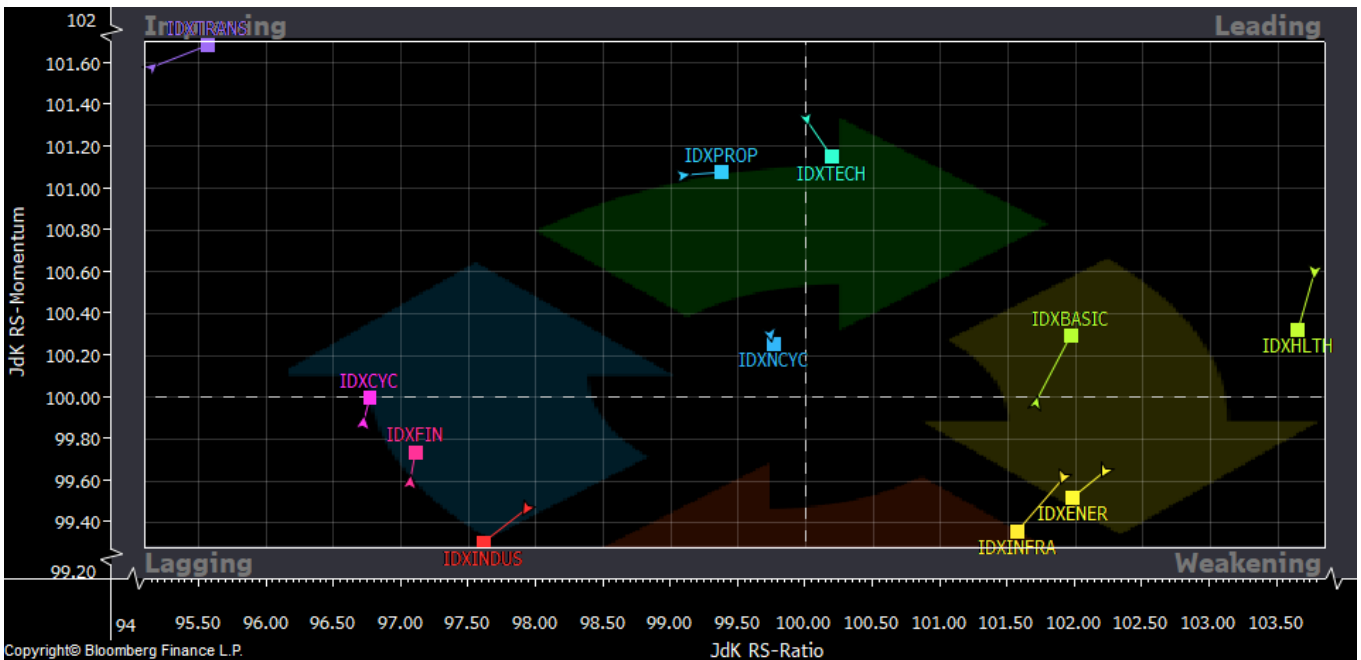 102
Improving
IDXTRANS
Leading
101.60
101.40
101.20
IDXPROP
IDXTECH
101.00
100.80
100.60
100.40
IDXBASIC
100.20
IDXNCYC
IDXHLTH
IDXCYC
100.00
99.80
IDXFIN
99.60
IDXENER
99.40
IDXINDUS
IDXINFRA
99.20
Lagging
Weakening
JdK RS-Momentum
94 95.50 96.00 96.50 97.00 97.50 98.00 98.50 99.00 99.50 100.00 100.50 101.00 101.50 102.00 102.50 103.00 103.50
JdK RS-Ratio
Copyright© Bloomberg Finance L.P.